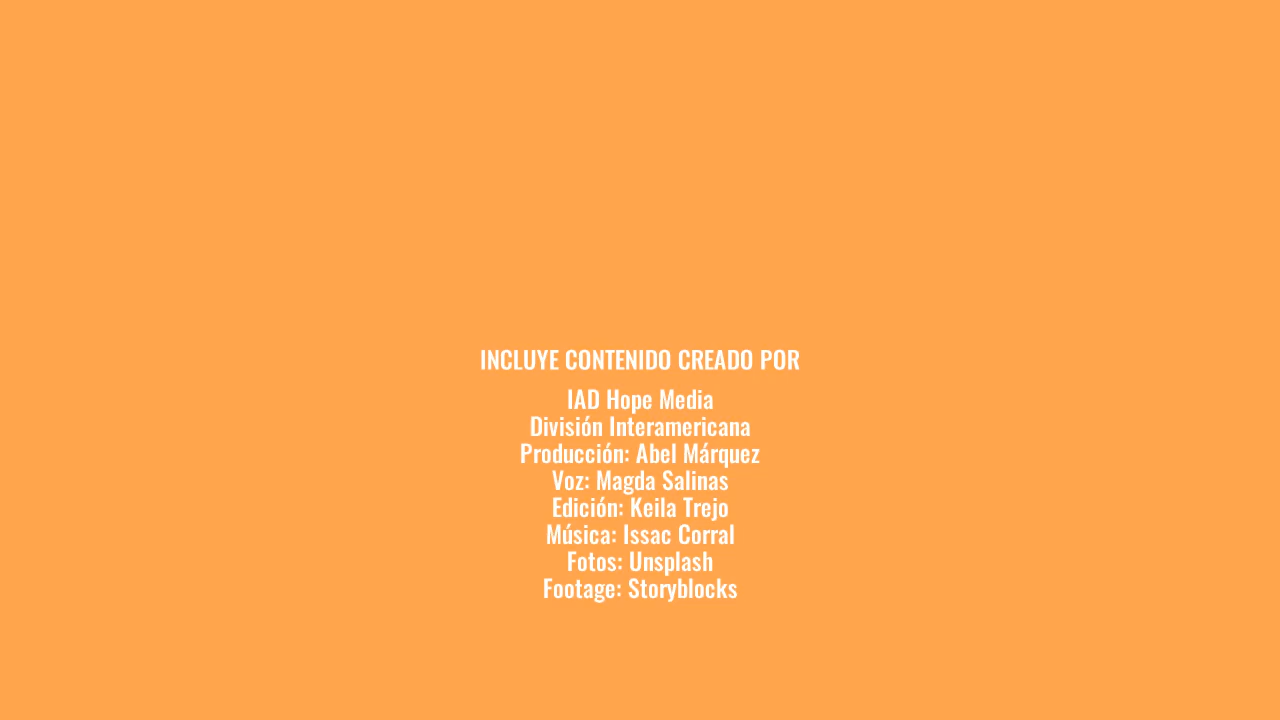 INCLUYE CONTENIDO CREADO POR
IAD Hope Media
División Interamericana
Producción: Abel Márquez
Voz: Magda Salinas
Edición: Keila Trejo
Música: Issac Corral
Fotos: Unsplash
Footage: Storyblocks